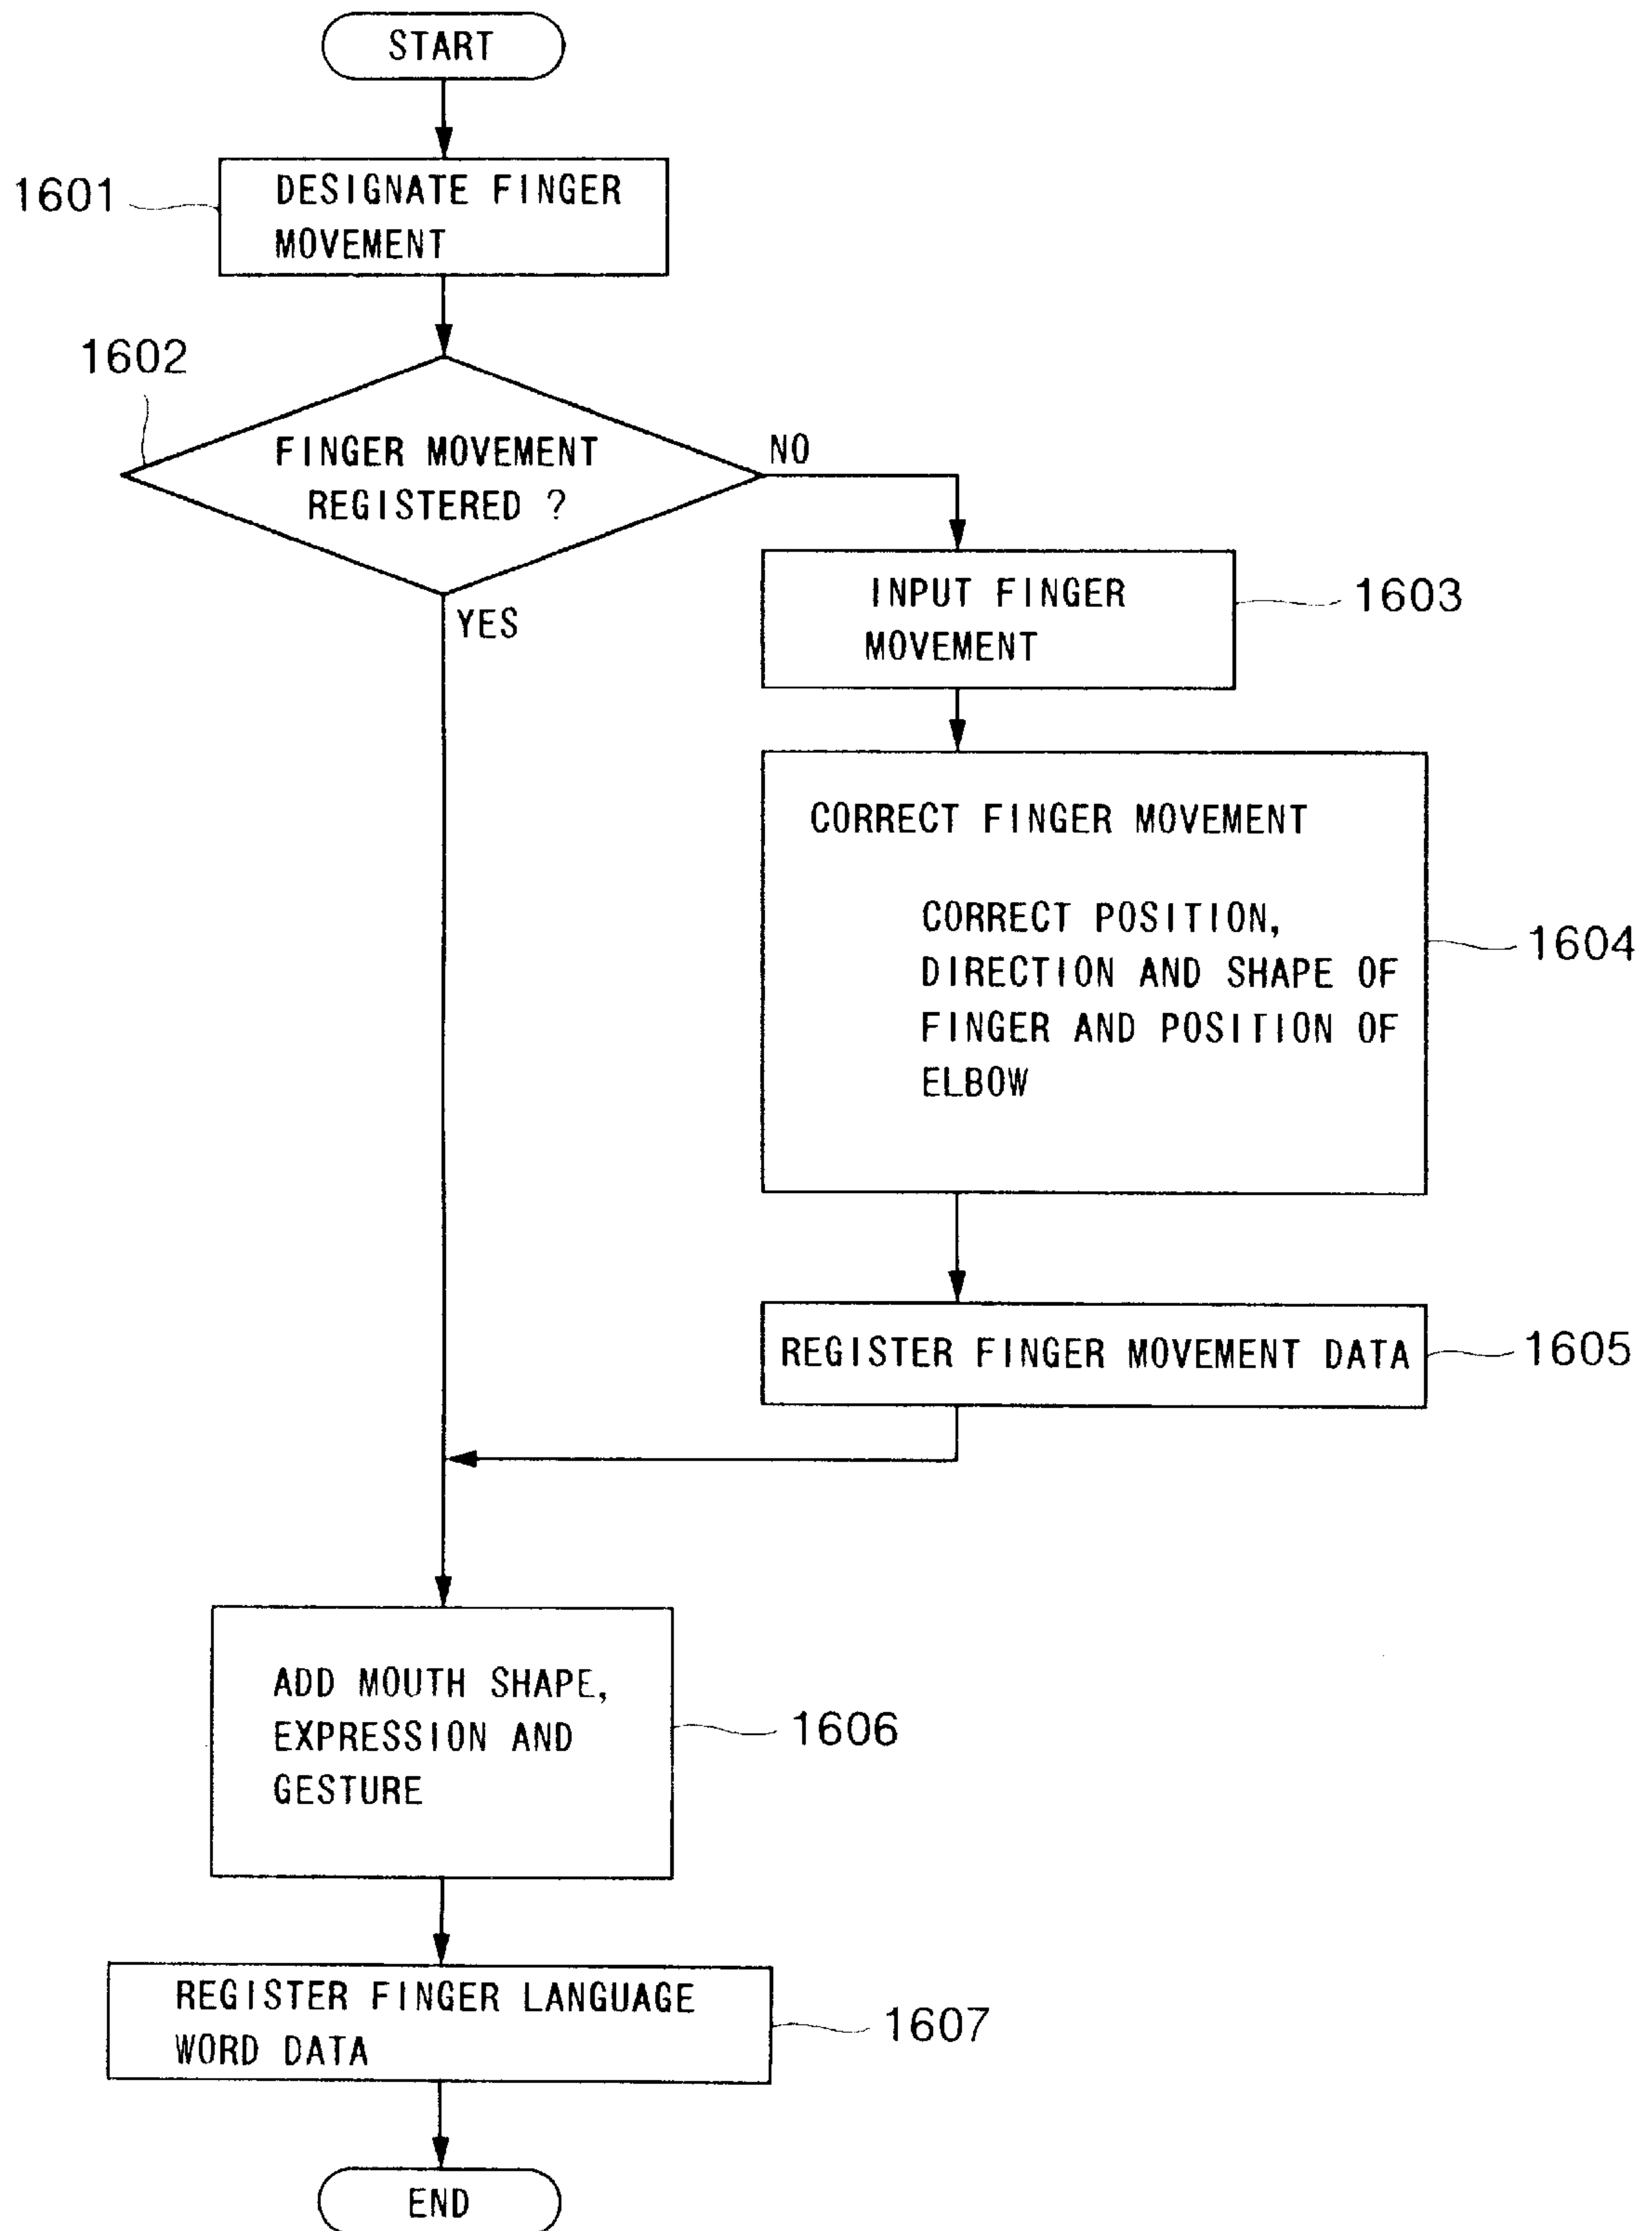 START
1601
DESIGNATE FINGER
MOVEMENT
1602
FINGER MOVEMENT
REGISTERED ?
NO
YES
INPUT FINGER
MOVEMENT
1603
CORRECT FINGER MOVEMENT
CORRECT POSITION,
DIRECTION AND SHAPE OF
FINGER AND POSITION OF
ELBOW
1604
REGISTER FINGER MOVEMENT DATA
1605
ADD MOUTH SHAPE,
EXPRESSION AND
GESTURE
1606
REGISTER FINGER LANGUAGE
WORD DATA
1607
END